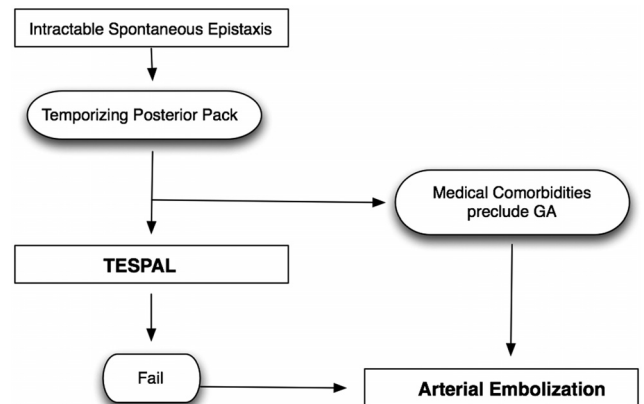 Intractable Spontaneous Epistaxis
Temporizing Posterior Pack
Medical Comorbidities
preclude GA
TESPAL
Fail
Arterial Embolization